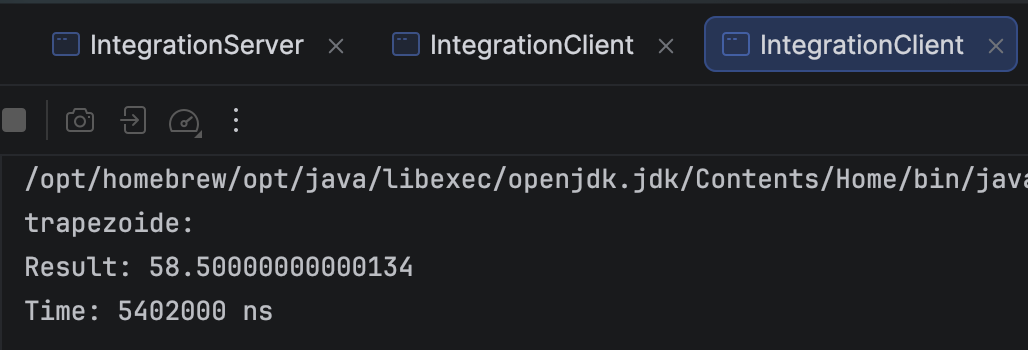 IntegrationServer IntegrationClient IntegrationClient
/opt/homebrew/opt/java/libexec/openjdk.jdk/Contents/Home/bin/java
trapezoide:
Result: 58.50000000000134
Time: 5402000 ns